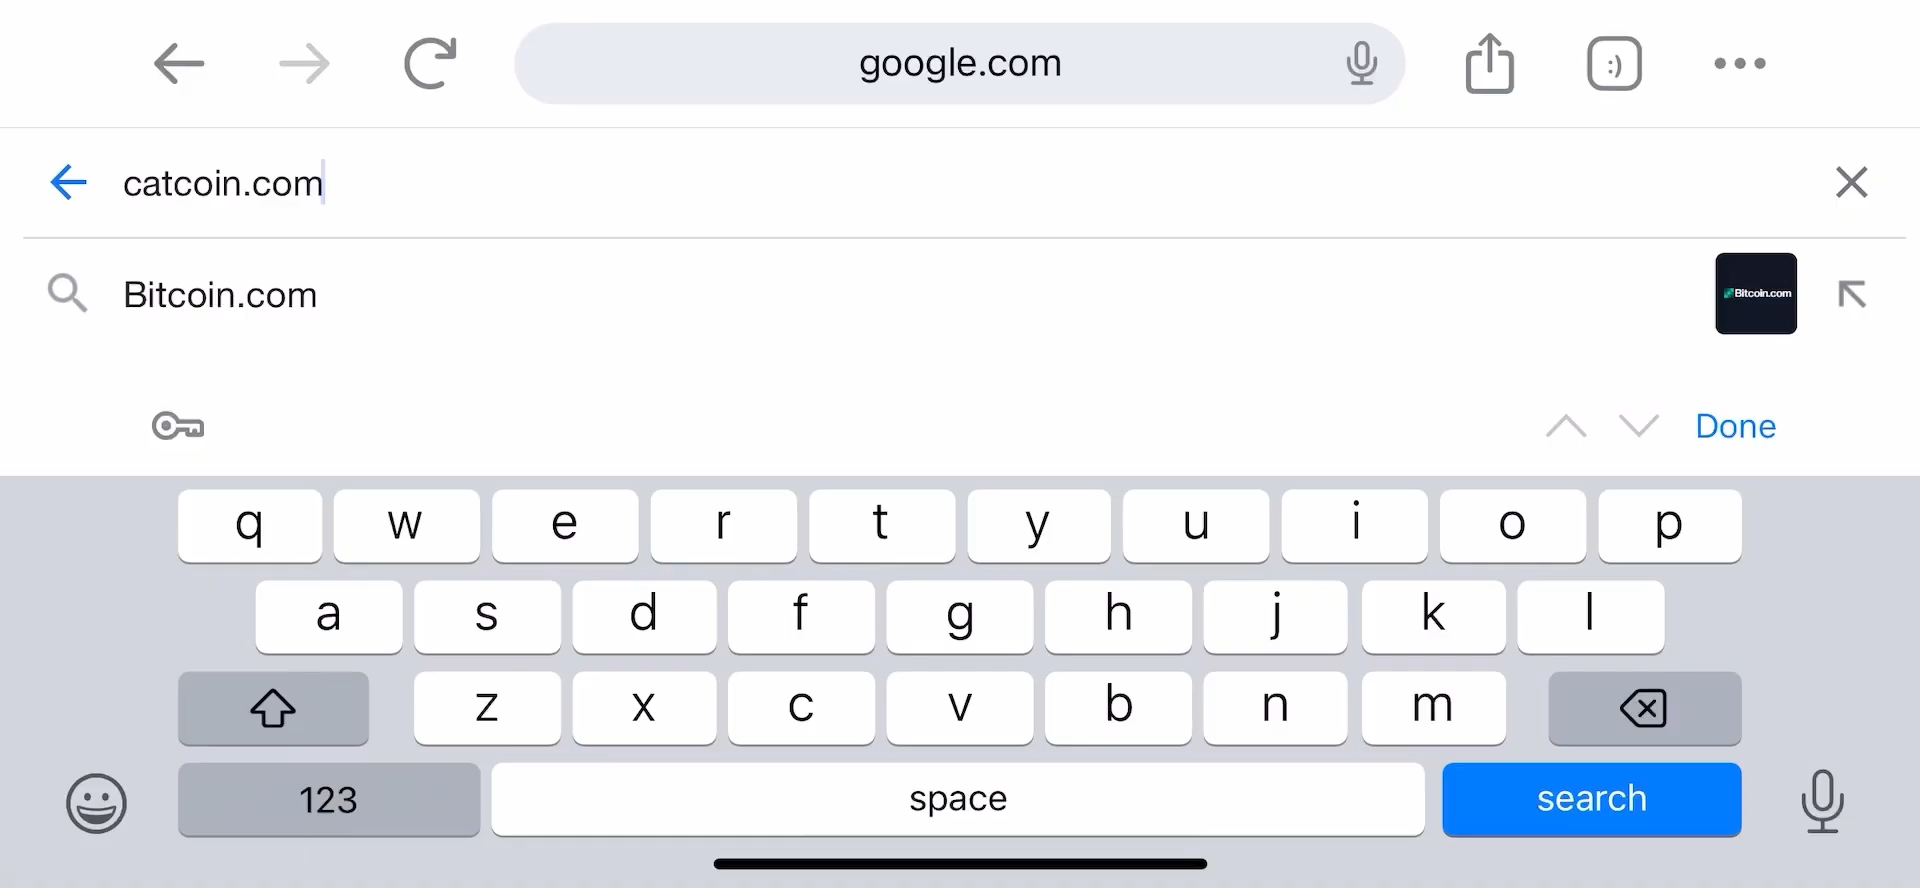 google.com
:)
catcoin.com
Bitcoin.com
Bitcoin.com
Done
q w e r t y u i o p
a s d f g h j k l
z x c v b n m
123 space search